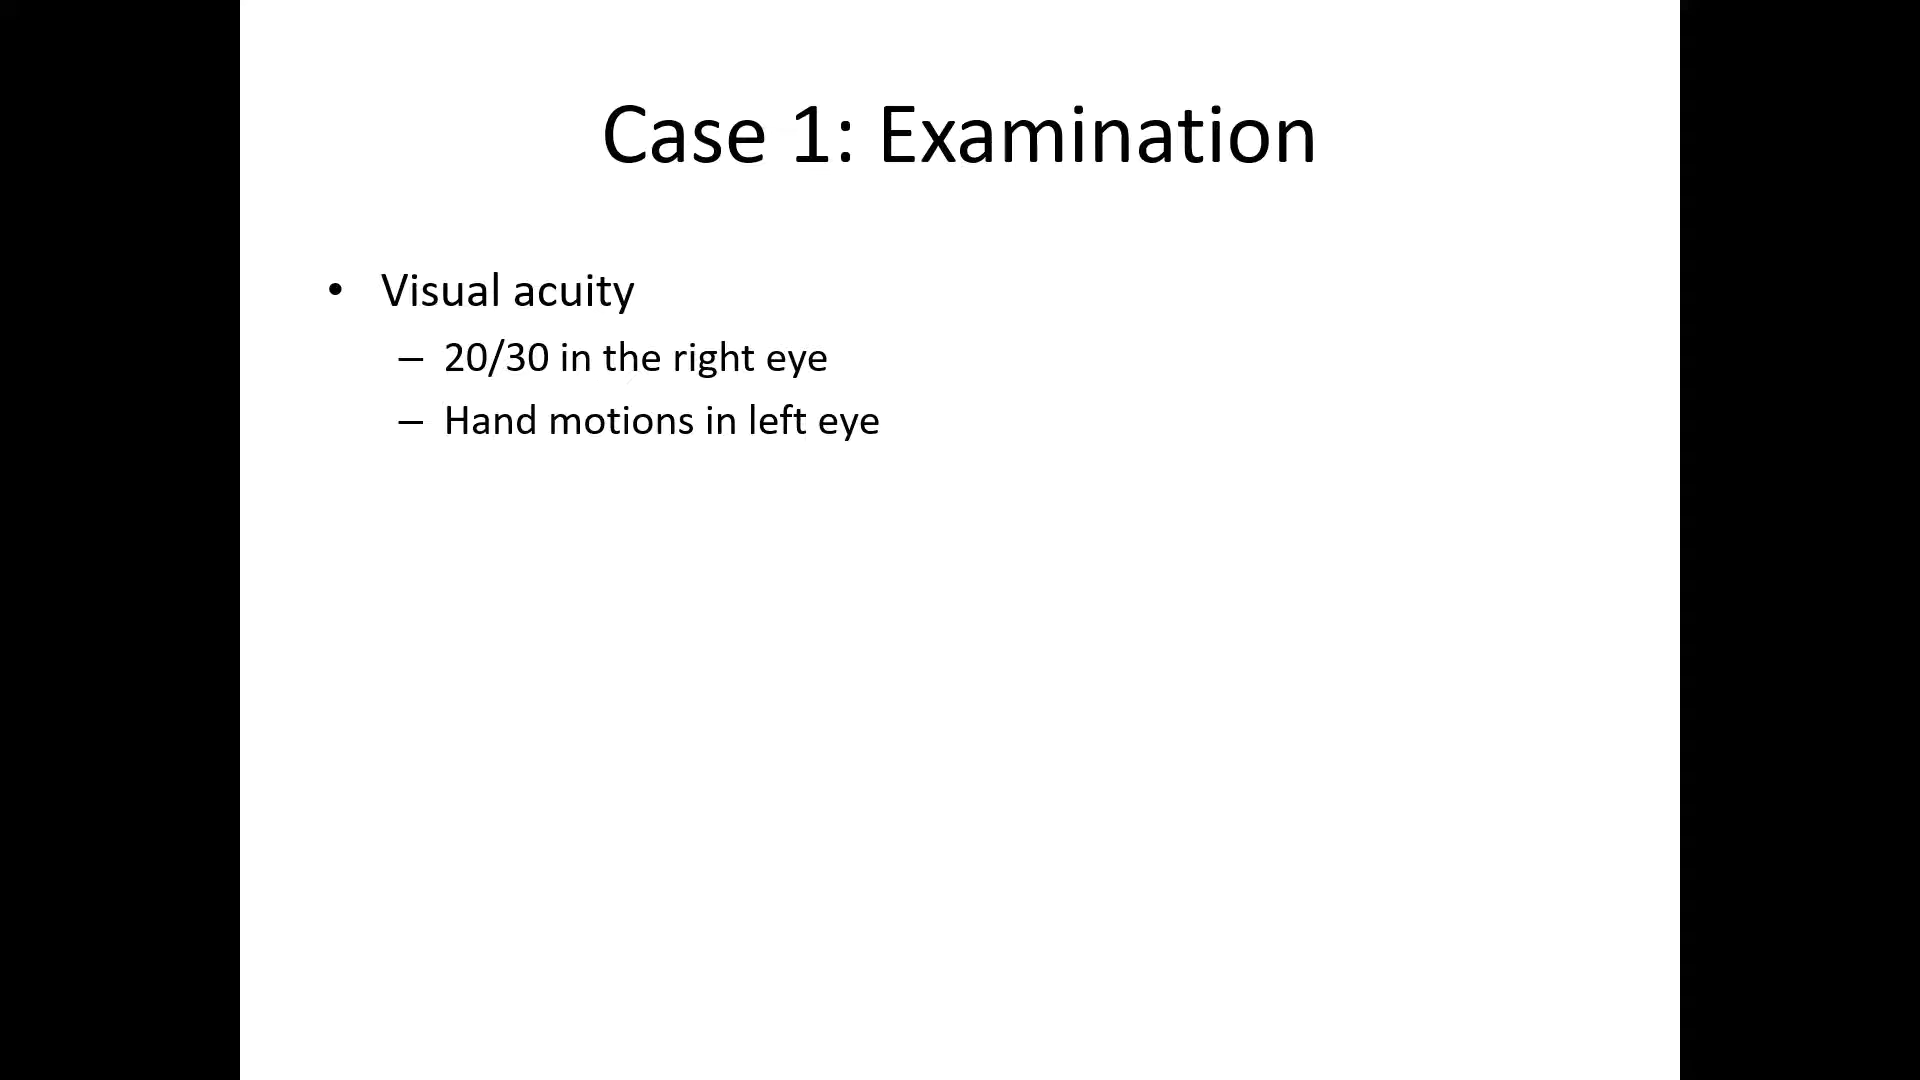 Case 1: Examination
• Visual acuity
– 20/30 in the right eye
– Hand motions in left eye